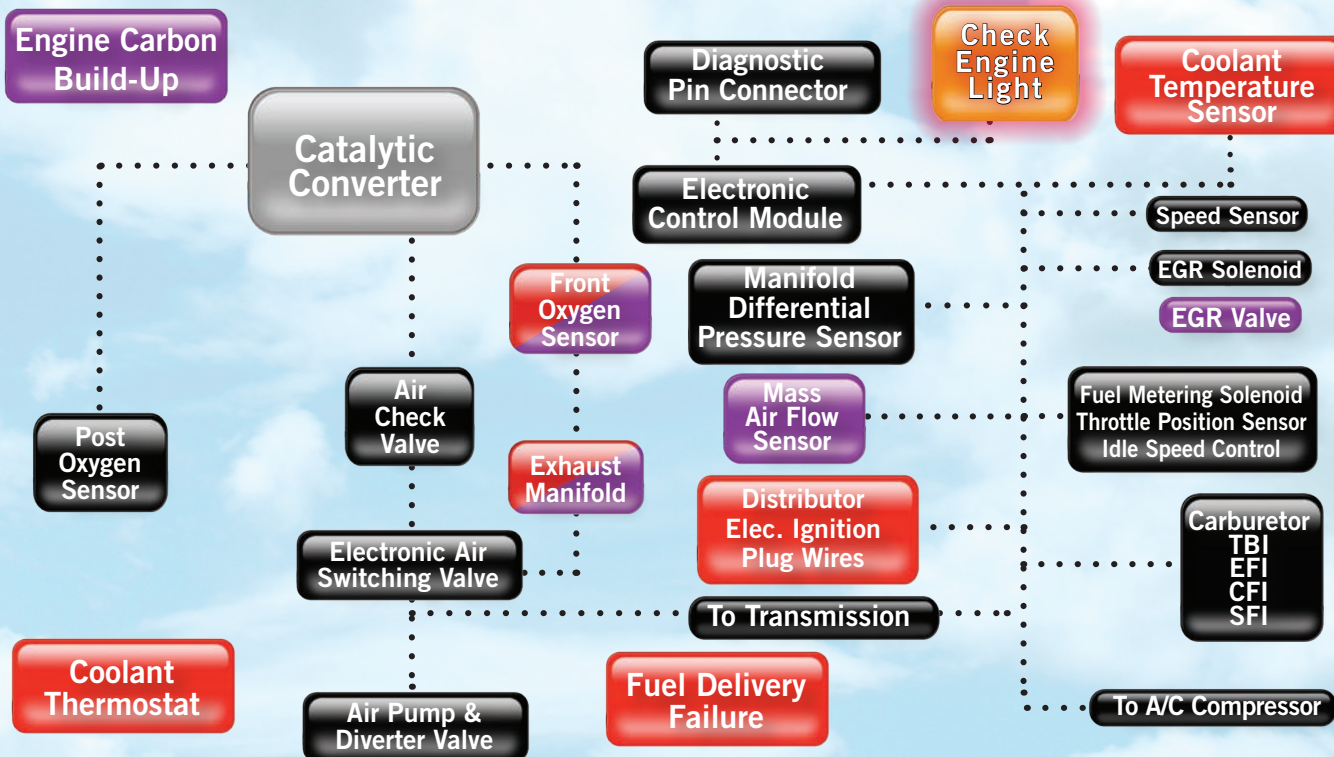 Engine Carbon
Build-Up
Diagnostic
Pin Connector
Check
Engine
Light
Coolant
Temperature
Sensor
Catalytic
Converter
Electronic
Control Module
Speed Sensor
EGR Solenoid
EGR Valve
Front
Oxygen
Sensor
Manifold
Differential
Pressure Sensor
Air
Check
Valve
Mass
Air Flow
Sensor
Fuel Metering Solenoid
Throttle Position Sensor
Idle Speed Control
Post
Oxygen
Sensor
Exhaust
Manifold
Distributor
Elec. Ignition
Plug Wires
Carburetor
TBI
EFI
CFI
SFI
Electronic Air
Switching Valve
To Transmission
Coolant
Thermostat
Fuel Delivery
Failure
Air Pump &
Diverter Valve
To A/C Compressor